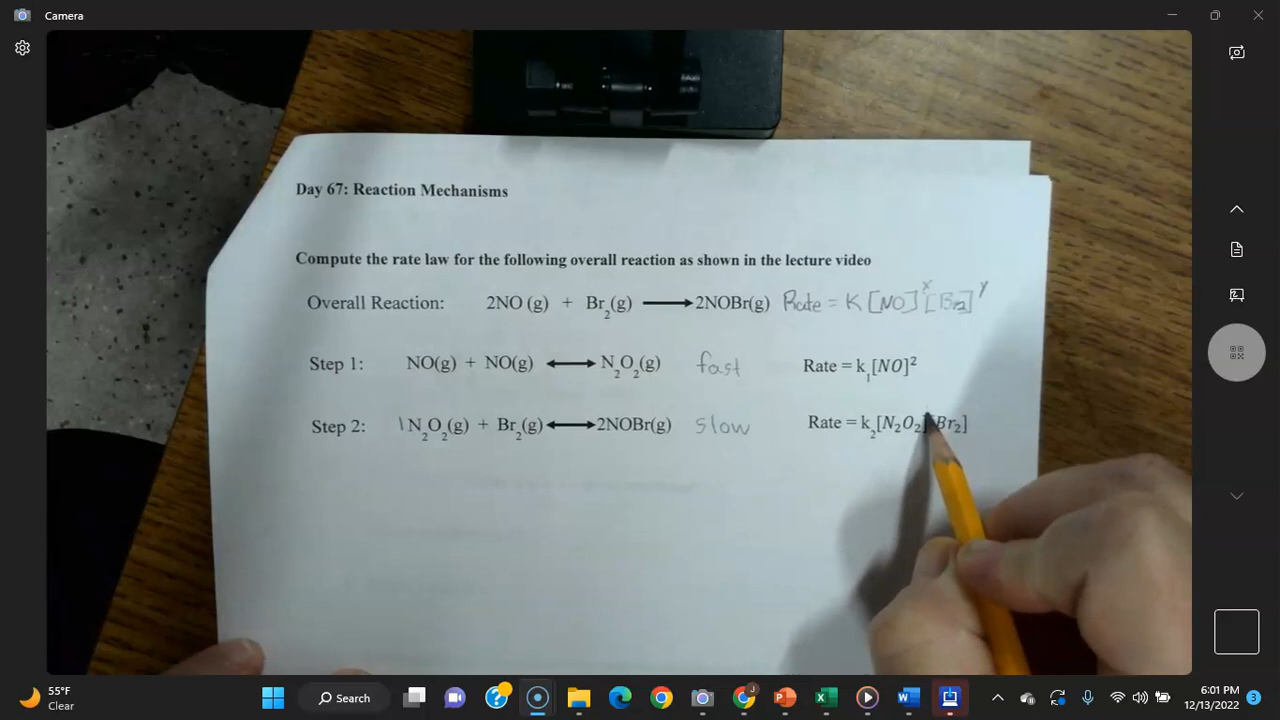 Camera
Day 67: Reaction Mechanisms
Compute the rate law for the following overall reaction as shown in the lecture video
Overall Reaction: 2NO (g) + Br₂(g) ⟶ 2NOBr(g) Rate = K [NO]ˣ [Br₂]ʸ
Step 1: NO(g) + NO(g) ⟷ N₂O₂(g) fast Rate = k₁[NO]²
Step 2: 1 N₂O₂(g) + Br₂(g) ⟷ 2NOBr(g) slow Rate = k₂[N₂O₂][Br₂]
55°F
Clear
Search
6:01 PM
12/13/2022
3